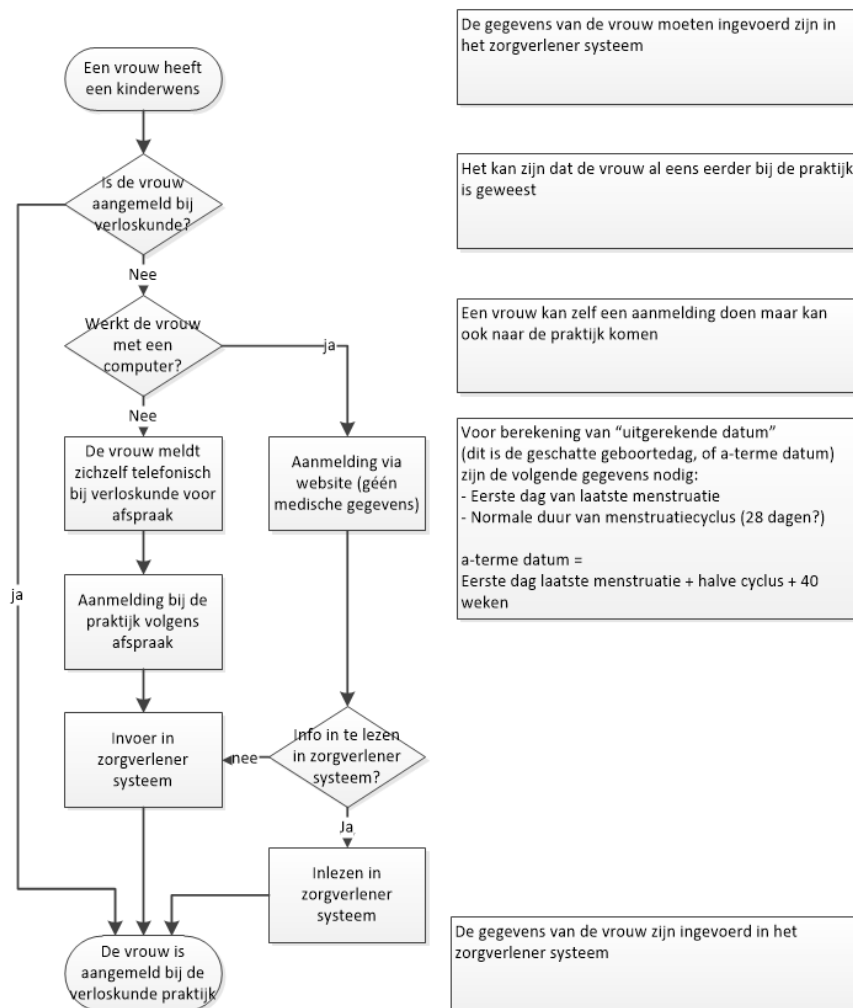 De gegevens van de vrouw moeten ingevoerd zijn in
het zorgverlener systeem
Een vrouw heeft
een kinderwens
Is de vrouw
aangemeld bij
verloskunde?
Het kan zijn dat de vrouw al eens eerder bij de praktijk
is geweest
Nee
Werkt de vrouw
met een
computer?
ja
Een vrouw kan zelf een aanmelding doen maar kan
ook naar de praktijk komen
Nee
De vrouw meldt
zichzelf telefonisch
bij verloskunde voor
afspraak
Aanmelding via
website (géén
medische gegevens)
Voor berekening van “uitgerekende datum”
(dit is de geschatte geboortedag, of a-terme datum)
zijn de volgende gegevens nodig:
- Eerste dag van laatste menstruatie
- Normale duur van menstruatiecyclus (28 dagen?)
a-terme datum =
Eerste dag laatste menstruatie + halve cyclus + 40
weken
ja
Aanmelding bij de
praktijk volgens
afspraak
Invoer in
zorgverlener
systeem
nee
Info in te lezen
in zorgverlener
systeem?
Ja
Inlezen in
zorgverlener
systeem
De vrouw is
aangemeld bij de
verloskunde praktijk
De gegevens van de vrouw zijn ingevoerd in het
zorgverlener systeem